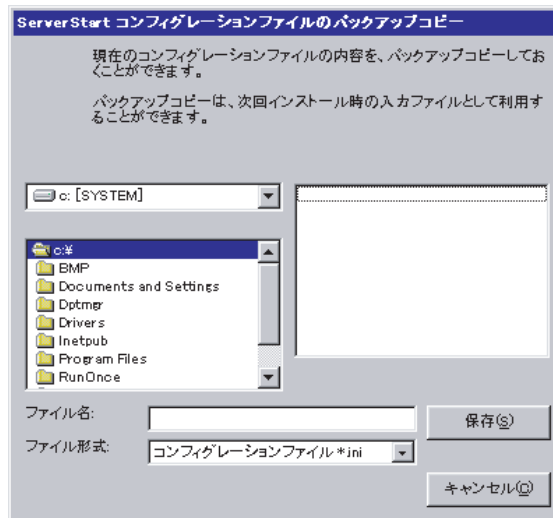 ServerStart コンフィグレーションファイルのバックアップコピー
現在のコンフィグレーションファイルの内容を、バックアップコピーしてお
くことができます。
バックアップコピーは、次回インストール時の入力ファイルとして利用す
ることができます。
c: [SYSTEM]
c:¥
BMP
Documents and Settings
Dptmgr
Drivers
Inetpub
Program Files
RunOnce
ファイル名:
保存(S)
ファイル形式:
コンフィグレーションファイル *.ini
キャンセル(C)